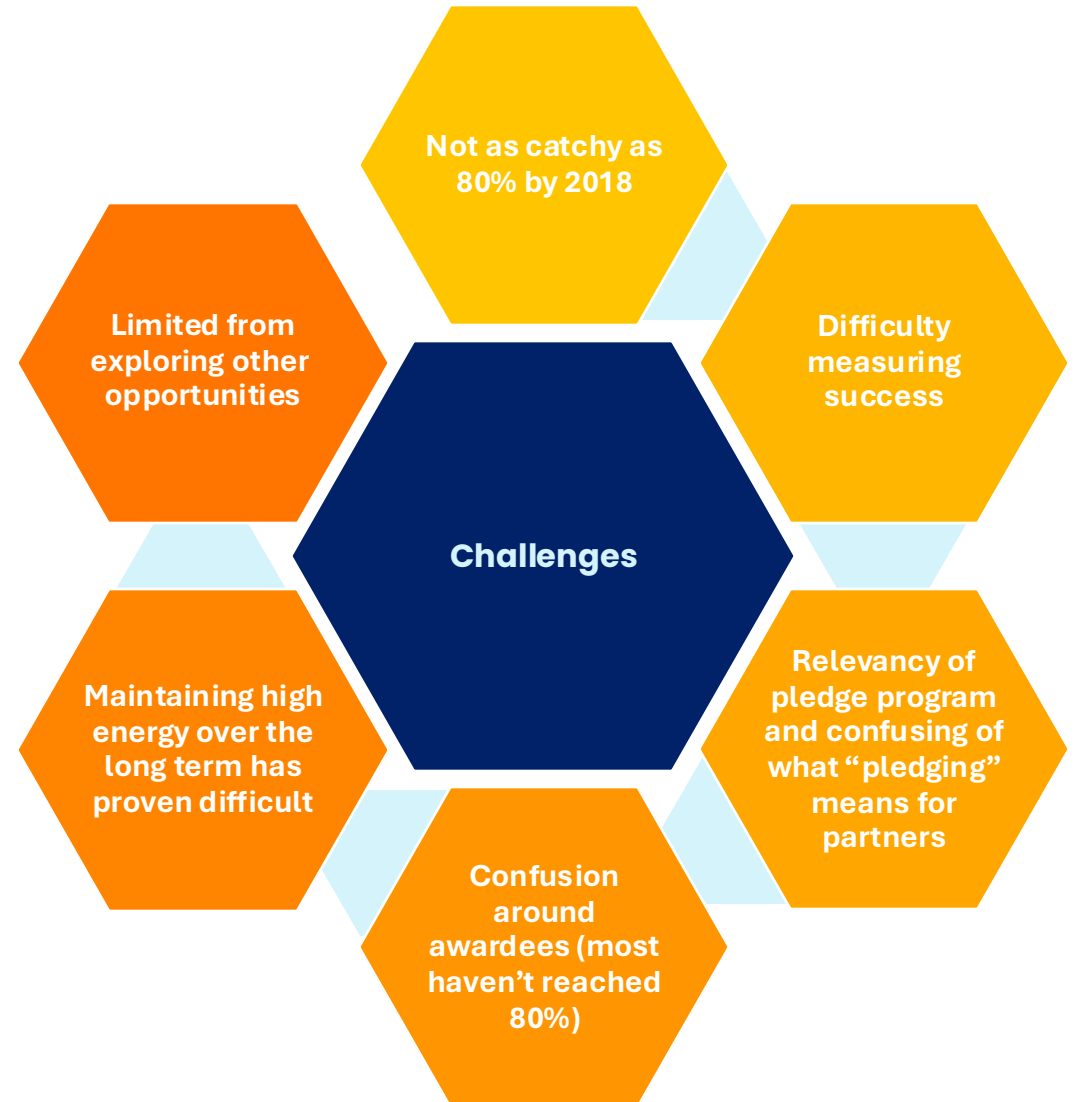 Not as catchy as
80% by 2018
Difficulty
measuring
success
Relevancy of
pledge program
and confusing of
what “pledging”
means for
partners
Confusion
around
awardees (most
haven’t reached
80%)
Maintaining high
energy over the
long term has
proven difficult
Limited from
exploring other
opportunities
Challenges